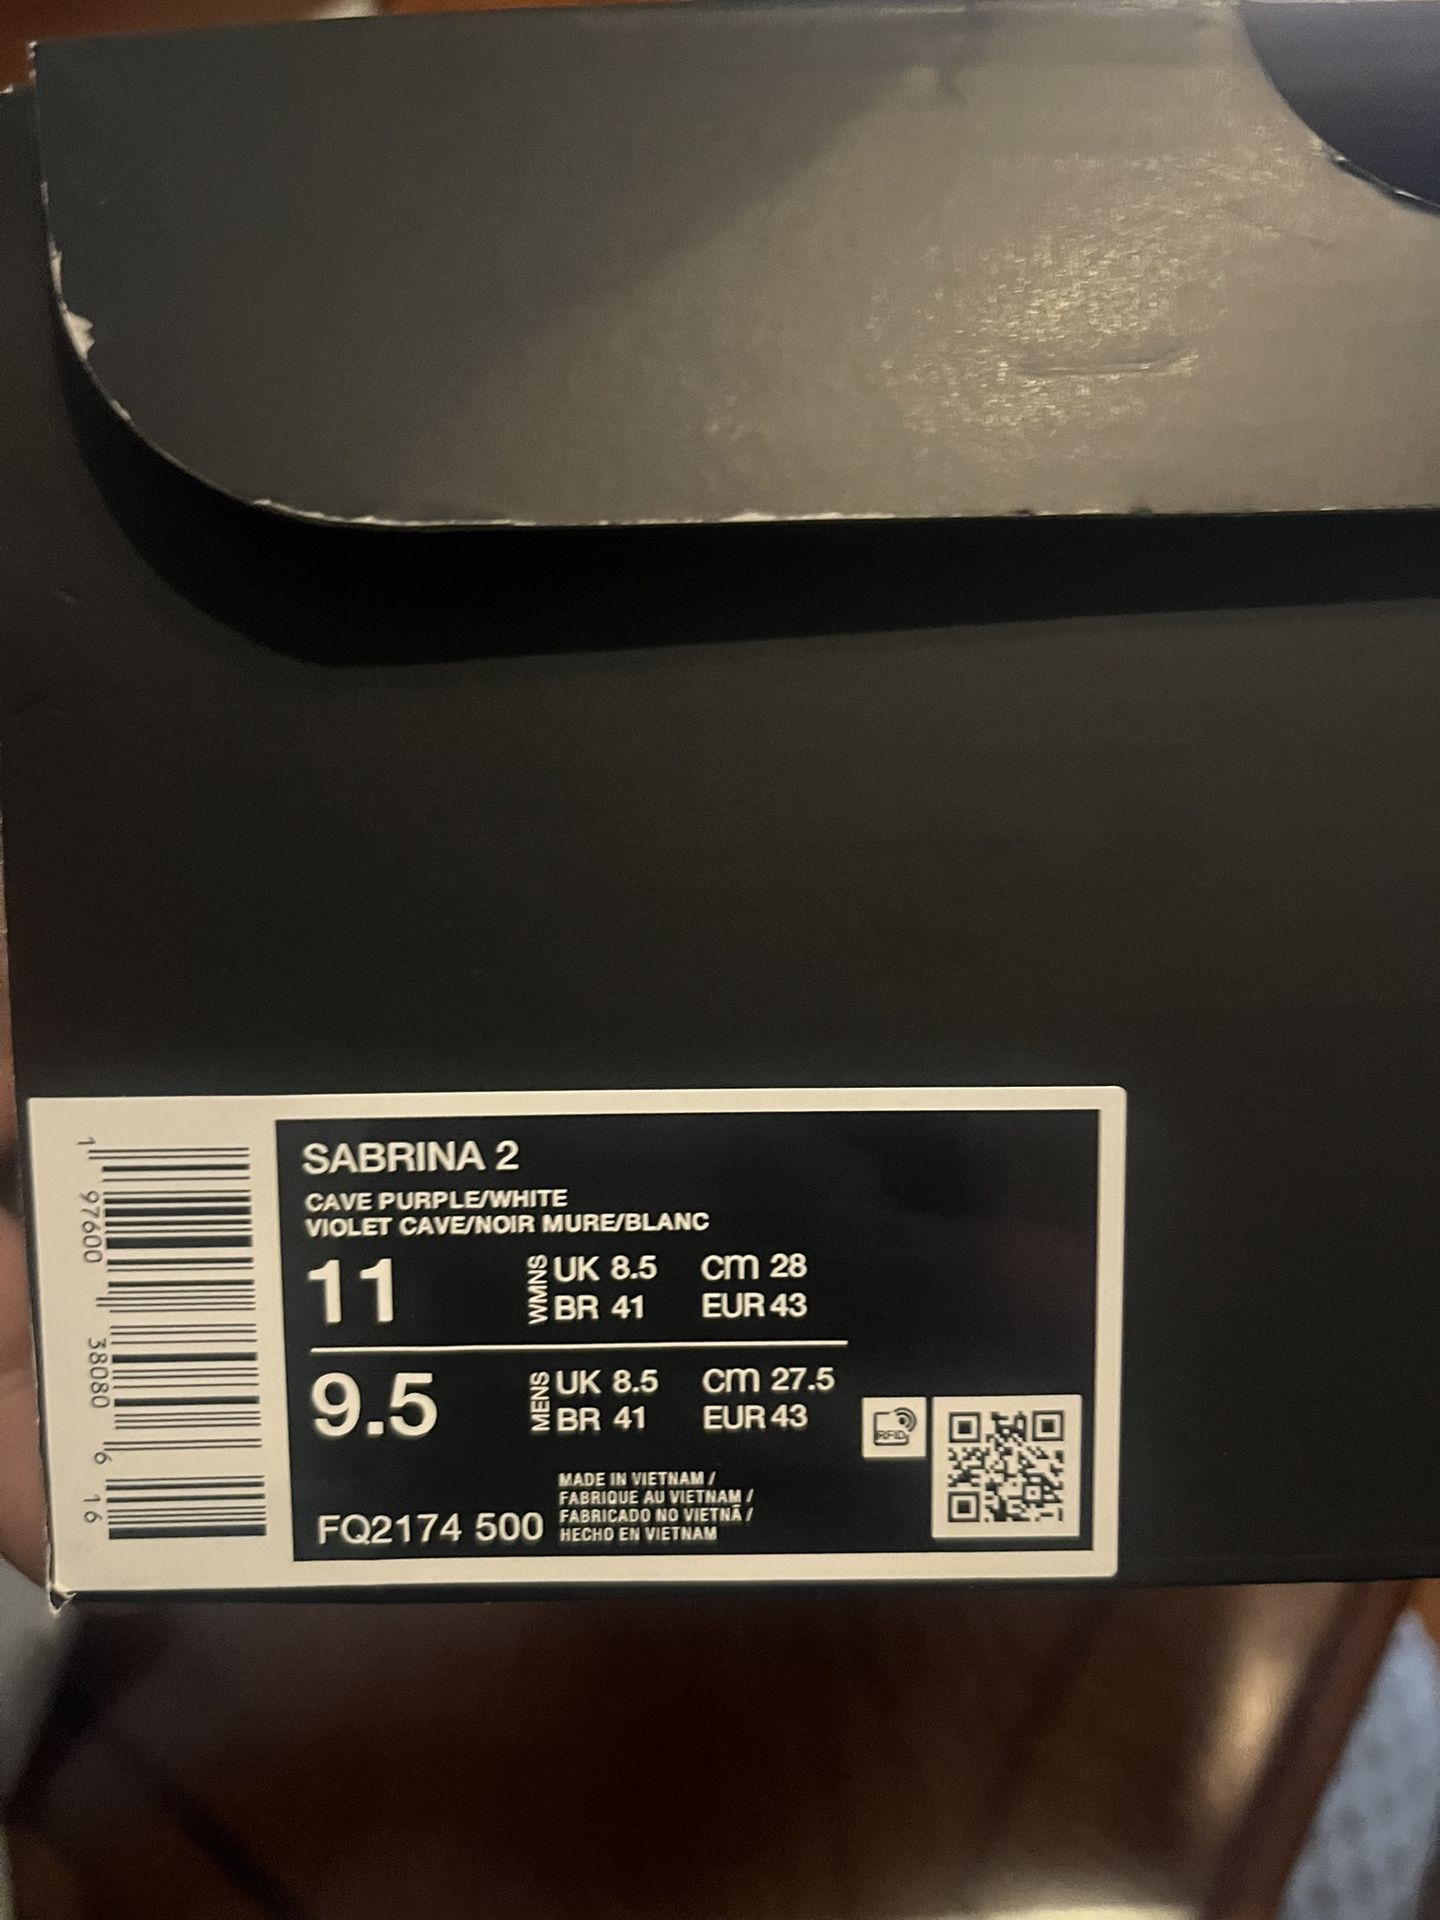 SABRINA 2
CAVE PURPLE/WHITE
VIOLET CAVE/NOIR MURE/BLANC
11 WMNS UK 8.5 CM 28
BR 41 EUR 43
9.5 MENS UK 8.5 CM 27.5
BR 41 EUR 43
RFID
FQ2174 500
MADE IN VIETNAM /
FABRIQUE AU VIETNAM /
FABRICADO NO VIETNÃ /
HECHO EN VIETNAM
1 97600 38080 6 16